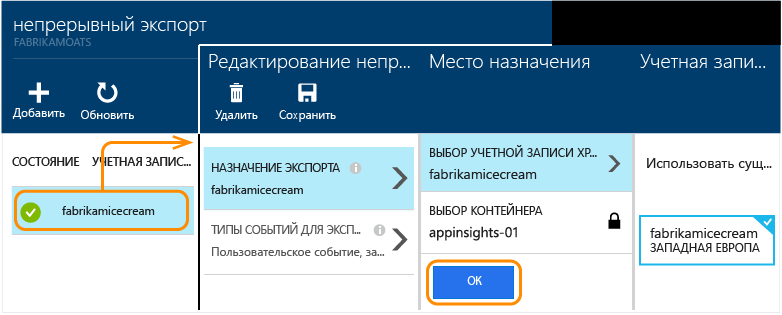 непрерывный экспорт
FABRIKAMOATS
Добавить
Обновить
СОСТОЯНИЕ
УЧЕТНАЯ ЗАПИС...
fabrikamicecream
Редактирование непр...
Удалить
Сохранить
НАЗНАЧЕНИЕ ЭКСПОРТА
fabrikamicecream
ТИПЫ СОБЫТИЙ ДЛЯ ЭКСП...
Пользовательское событие, за...
Место назначения
ВЫБОР УЧЕТНОЙ ЗАПИСИ ХР...
fabrikamicecream
ВЫБОР КОНТЕЙНЕРА
appinsights-01
ОК
Учетная запи...
Использовать сущ...
fabrikamicecream
ЗАПАДНАЯ ЕВРОПА